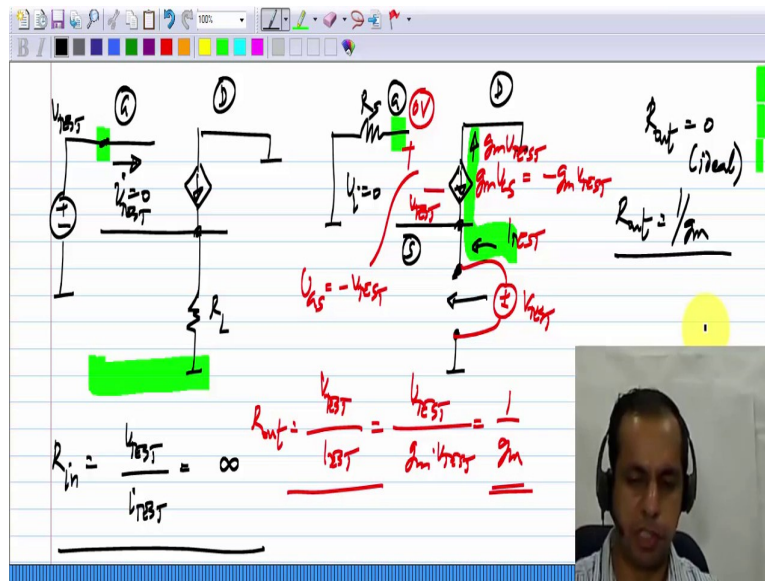 100%
B I
V_TEST
G
D
i_TEST = 0
R_L
R_in = V_TEST / i_TEST = ∞
R_S
G
0V
D
V_i = 0
+
−
V_TEST
g_m V_TEST
g_m V_GS = - g_m V_TEST
S
I_TEST
V_GS = - V_TEST
± V_TEST
R_out = V_TEST / I_TEST = V_TEST / g_m · V_TEST = 1 / g_m
R_out = 0
(ideal)
R_out = 1/g_m